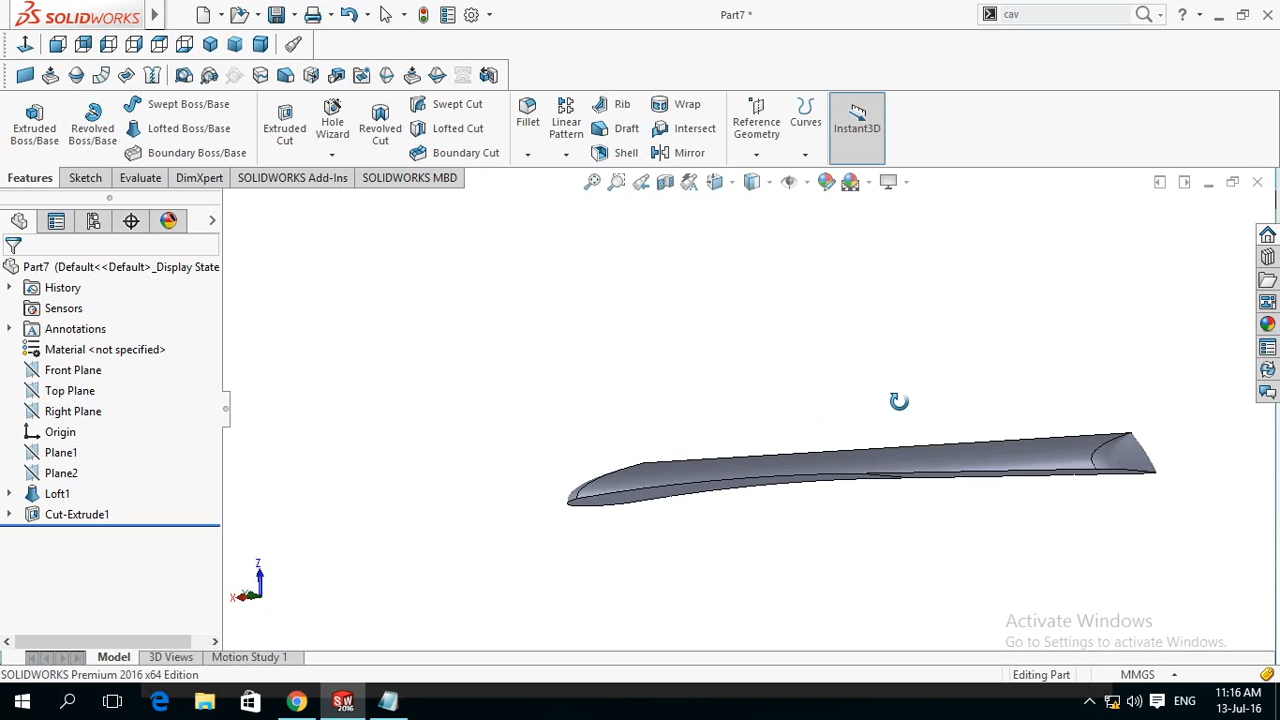 SOLIDWORKS
Part7 *
cav
Extruded Boss/Base
Revolved Boss/Base
Swept Boss/Base
Lofted Boss/Base
Boundary Boss/Base
Extruded Cut
Hole Wizard
Revolved Cut
Swept Cut
Lofted Cut
Boundary Cut
Fillet
Linear Pattern
Rib
Draft
Shell
Wrap
Intersect
Mirror
Reference Geometry
Curves
Instant3D
Features
Sketch
Evaluate
DimXpert
SOLIDWORKS Add-Ins
SOLIDWORKS MBD
Part7 (Default<<Default>_Display State
History
Sensors
Annotations
Material <not specified>
Front Plane
Top Plane
Right Plane
Origin
Plane1
Plane2
Loft1
Cut-Extrude1
Z
X
Activate Windows
Go to Settings to activate Windows.
Model
3D Views
Motion Study 1
SOLIDWORKS Premium 2016 x64 Edition
Editing Part
MMGS
ENG
11:16 AM
13-Jul-16